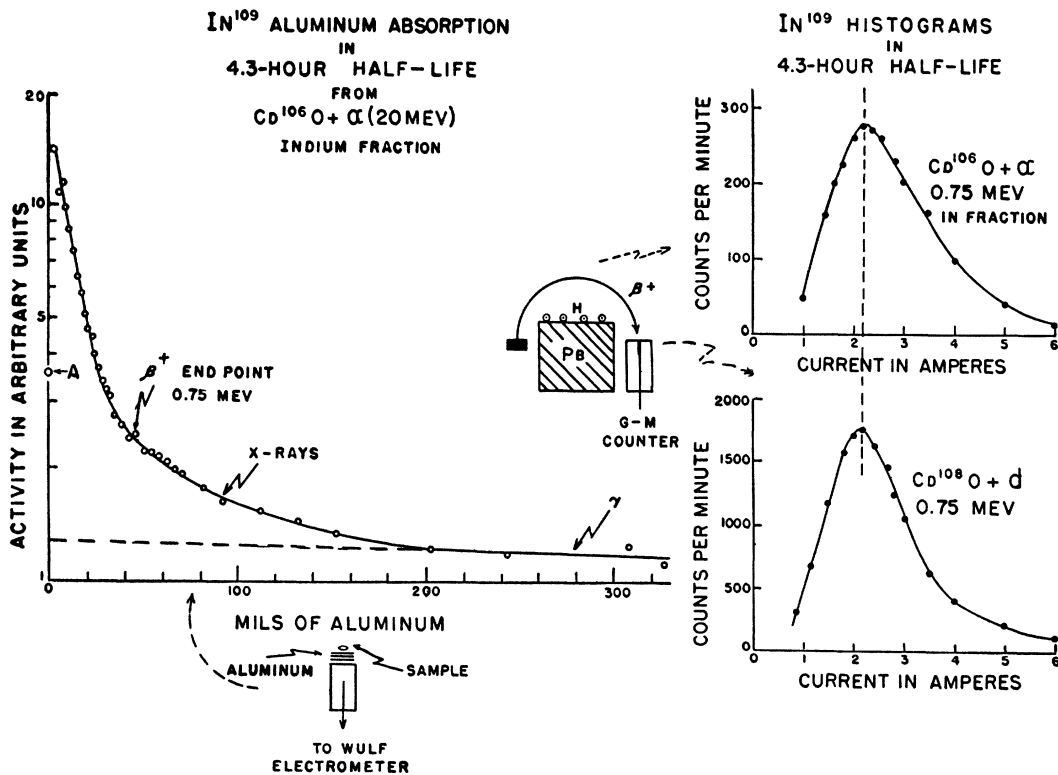 In¹⁰⁹ ALUMINUM ABSORPTION
IN
4.3-HOUR HALF-LIFE
FROM
Cd¹⁰⁶O + α (20 MEV)
INDIUM FRACTION
ACTIVITY IN ARBITRARY UNITS
20
10
5
1
A
β⁺ END POINT
0.75 MEV
X-RAYS
γ
0
100
200
300
MILS OF ALUMINUM
ALUMINUM
SAMPLE
TO WULF
ELECTROMETER
H
β⁺
PB
G-M
COUNTER
In¹⁰⁹ HISTOGRAMS
IN
4.3-HOUR HALF-LIFE
COUNTS PER MINUTE
300
200
100
0
Cd¹⁰⁶O + α
0.75 MEV
IN FRACTION
0 1 2 3 4 5 6
CURRENT IN AMPERES
COUNTS PER MINUTE
2000
1500
1000
500
0
Cd¹⁰⁸O + d
0.75 MEV
0 1 2 3 4 5 6
CURRENT IN AMPERES